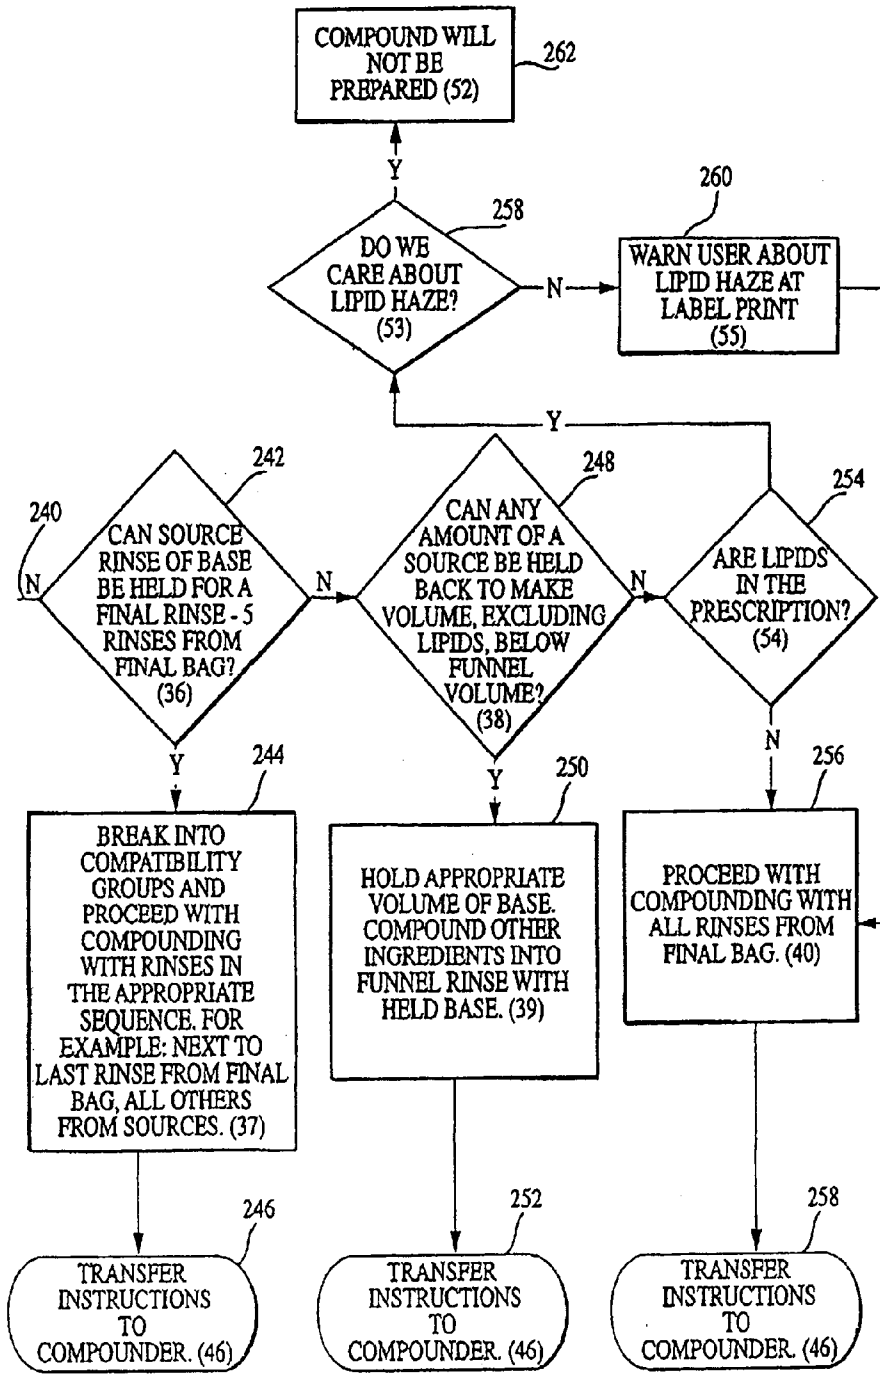 COMPOUND WILL
NOT BE
PREPARED (52)
262
Y
258
DO WE
CARE ABOUT
LIPID HAZE?
(53)
N
260
WARN USER ABOUT
LIPID HAZE AT
LABEL PRINT
(55)
Y
240
N
242
CAN SOURCE
RINSE OF BASE
BE HELD FOR A
FINAL RINSE - 5
RINSES FROM
FINAL BAG?
(36)
N
248
CAN ANY
AMOUNT OF A
SOURCE BE HELD
BACK TO MAKE
VOLUME, EXCLUDING
LIPIDS, BELOW
FUNNEL
VOLUME?
(38)
N
254
ARE LIPIDS
IN THE
PRESCRIPTION?
(54)
Y
244
BREAK INTO
COMPATIBILITY
GROUPS AND
PROCEED WITH
COMPOUNDING
WITH RINSES IN
THE APPROPRIATE
SEQUENCE. FOR
EXAMPLE: NEXT TO
LAST RINSE FROM FINAL
BAG, ALL OTHERS
FROM SOURCES. (37)
Y
250
HOLD APPROPRIATE
VOLUME OF BASE.
COMPOUND OTHER
INGREDIENTS INTO
FUNNEL RINSE WITH
HELD BASE. (39)
N
256
PROCEED WITH
COMPOUNDING WITH
ALL RINSES FROM
FINAL BAG. (40)
246
TRANSFER
INSTRUCTIONS
TO
COMPOUNDER. (46)
252
TRANSFER
INSTRUCTIONS
TO
COMPOUNDER. (46)
258
TRANSFER
INSTRUCTIONS
TO
COMPOUNDER. (46)